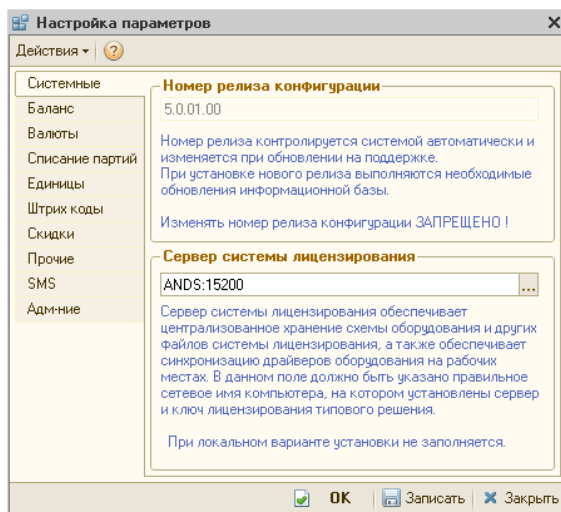 Настройка параметров
Действия
Системные
Баланс
Валюты
Списание партий
Единицы
Штрих коды
Скидки
Прочие
SMS
Адм-ние
Номер релиза конфигурации
5.0.01.00
Номер релиза контролируется системой автоматически и
изменяется при обновлении на поддержке.
При установке нового релиза выполняются необходимые
обновления информационной базы.
Изменять номер релиза конфигурации ЗАПРЕЩЕНО !
Сервер системы лицензирования
ANDS:15200
...
Сервер системы лицензирования обеспечивает
централизованное хранение схемы оборудования и других
файлов системы лицензирования, а также обеспечивает
синхронизацию драйверов оборудования на рабочих
местах. В данном поле должно быть указано правильное
сетевое имя компьютера, на котором установлены сервер
и ключ лицензирования типового решения.
При локальном варианте установки не заполняется.
OK
Записать
Закрыть